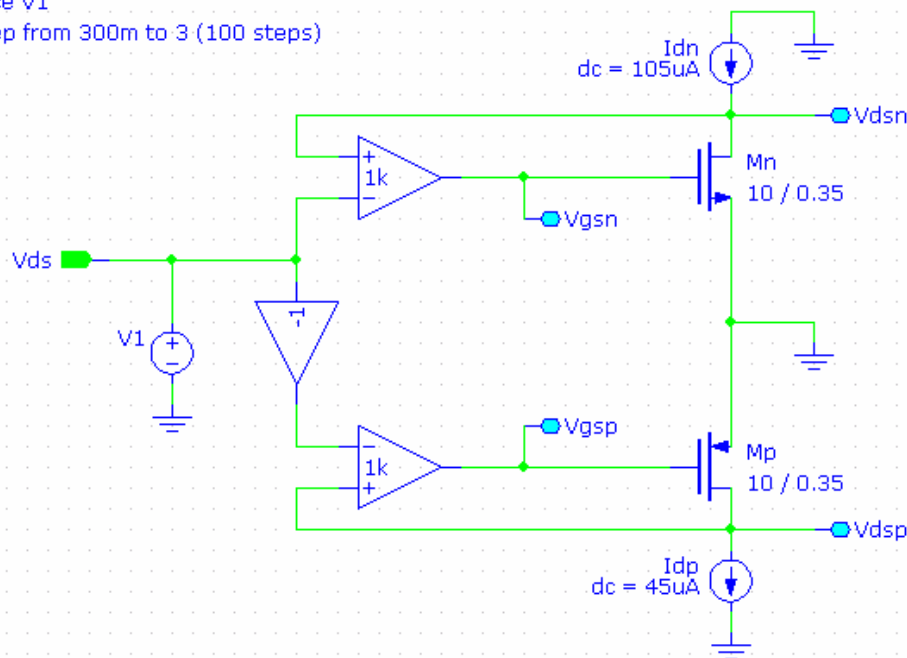 V1
from 300m to 3 (100 steps)
Idn
dc = 105uA
Vdsn
+
1k
−
Mn
10 / 0.35
Vgsn
Vds
-1
V1
+
−
Vgsp
−
1k
+
Mp
10 / 0.35
Vdsp
Idp
dc = 45uA